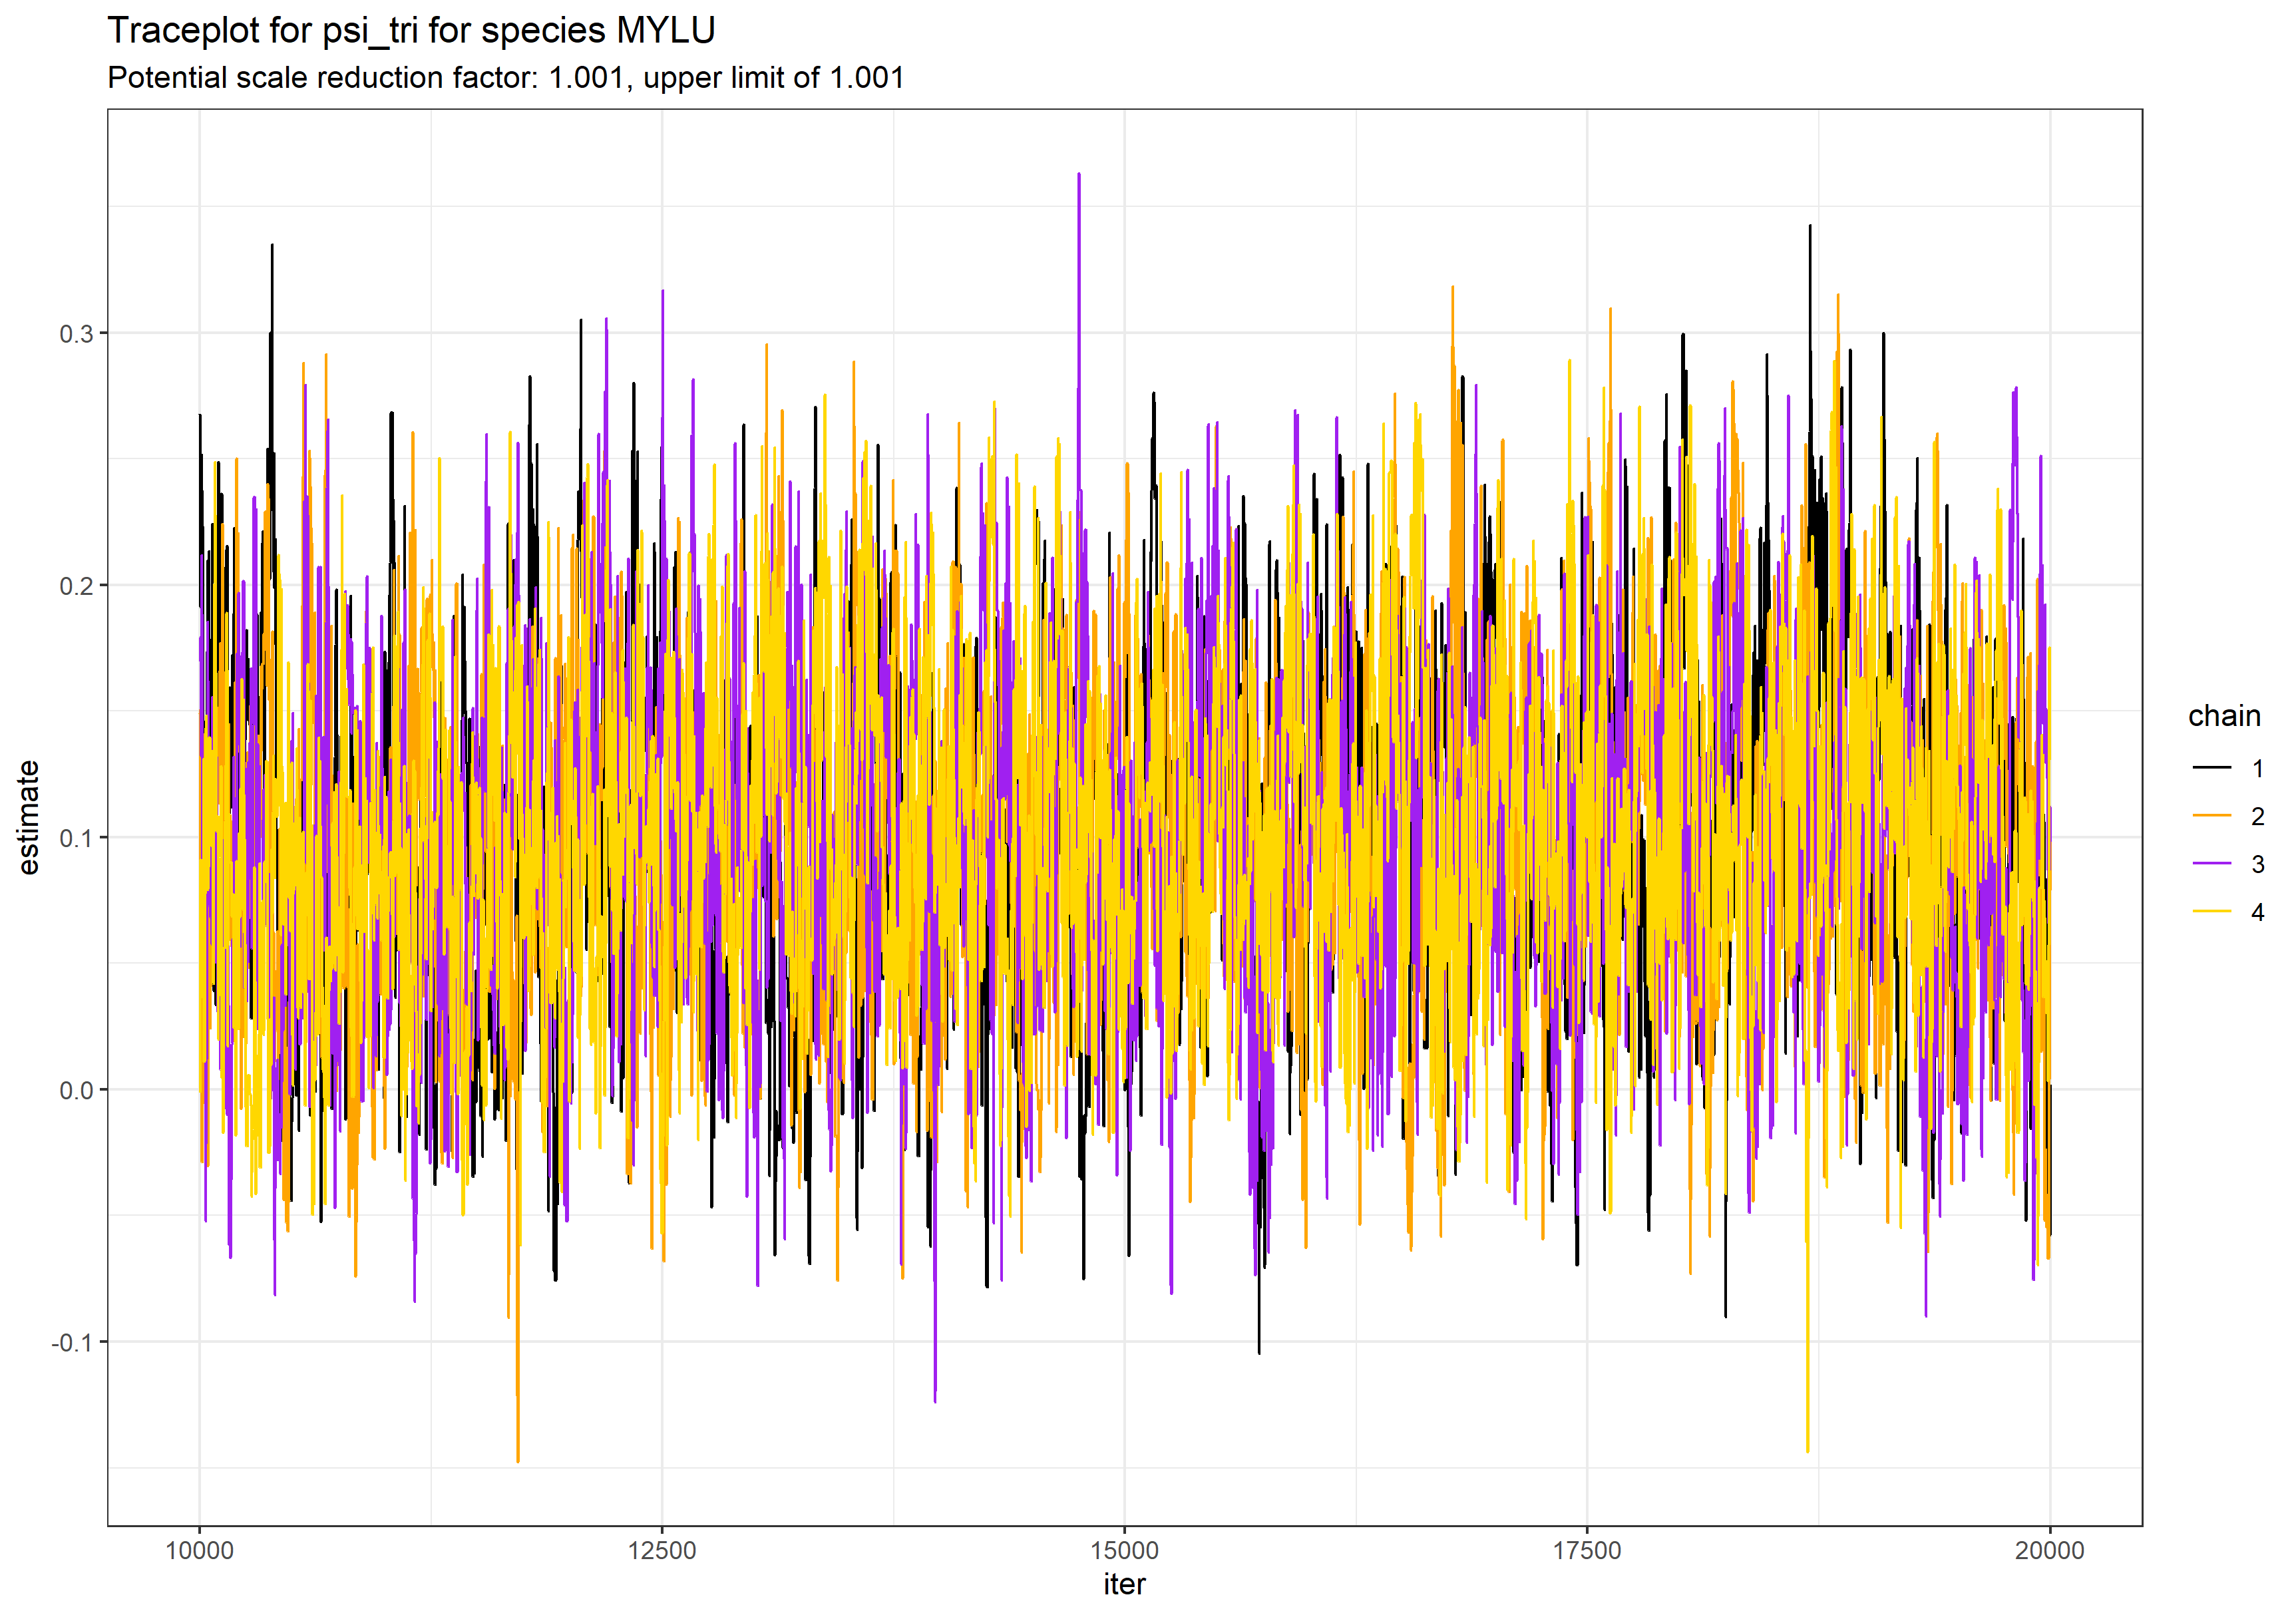 Traceplot for psi_tri for species MYLU
Potential scale reduction factor: 1.001, upper limit of 1.001
estimate
0.3
0.2
0.1
0.0
-0.1
10000 12500 15000 17500 20000
iter
chain
1
2
3
4